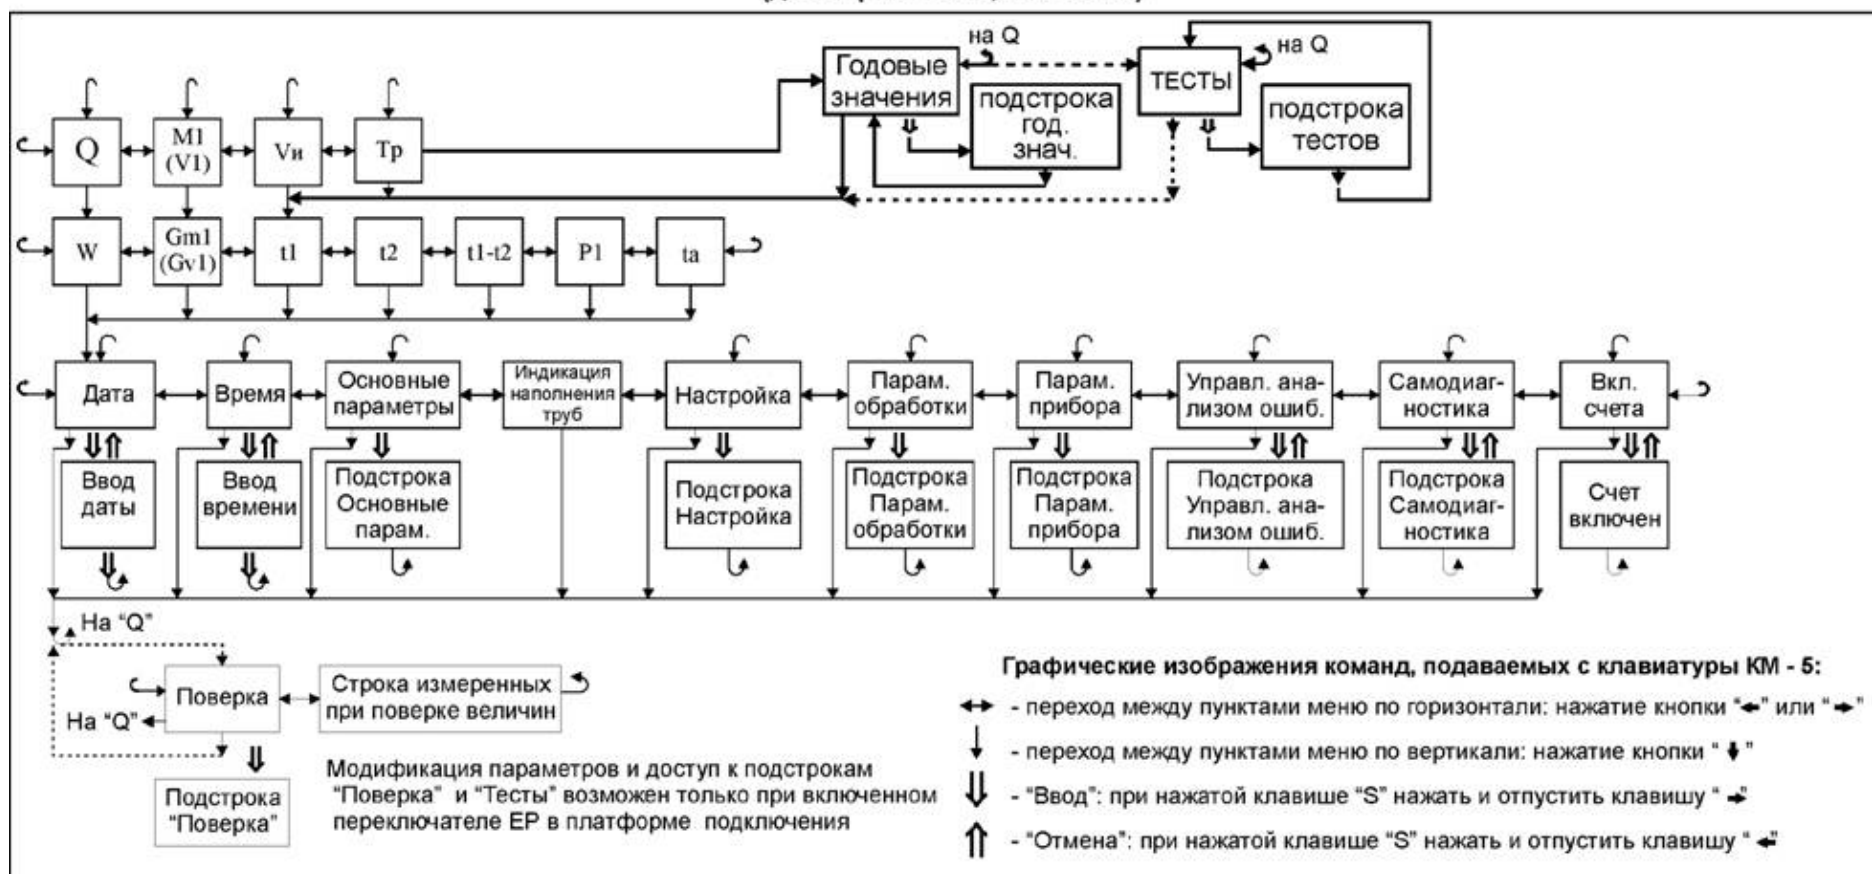 на Q
на Q
Годовые
значения
ТЕСТЫ
подстрока
год.
знач.
подстрока
тестов
Q
M1
(V1)
Vи
Тр
W
Gm1
(Gv1)
t1
t2
t1-t2
P1
ta
Дата
Время
Основные
параметры
Индикация
наполнения
труб
Настройка
Парам.
обработки
Парам.
прибора
Управл. ана-
лизом ошиб.
Самодиаг-
ностика
Вкл.
счета
Ввод
даты
Ввод
времени
Подстрока
Основные
парам.
Подстрока
Настройка
Подстрока
Парам.
обработки
Подстрока
Парам.
прибора
Подстрока
Управл. ана-
лизом ошиб.
Подстрока
Самодиаг-
ностика
Счет
включен
На “Q”
Поверка
Строка измеренных
при поверке величин
На “Q”
Подстрока
“Поверка”
Модификация параметров и доступ к подстрокам
“Поверка” и “Тесты” возможен только при включенном
переключателе ЕР в платформе подключения
Графические изображения команд, подаваемых с клавиатуры КМ - 5:
↔ - переход между пунктами меню по горизонтали: нажатие кнопки “←” или “→”
↓ - переход между пунктами меню по вертикали: нажатие кнопки “↓”
⇓ - “Ввод”: при нажатой клавише “S” нажать и отпустить клавишу “→”
⇑ - “Отмена”: при нажатой клавише “S” нажать и отпустить клавишу “←”